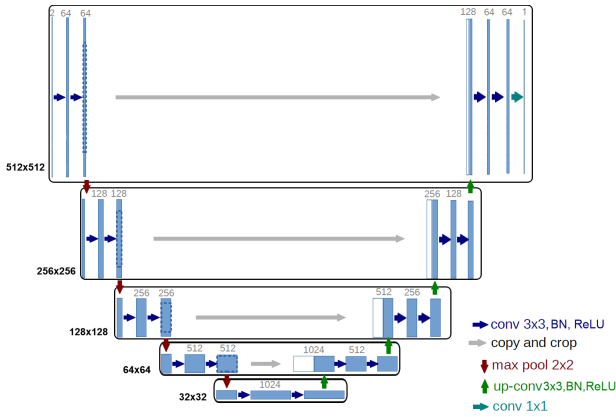 2 64 64 128 64 64 1
512x512
128 128 256 128
256x256
256 256 512 256
128x128
512 512 1024 512
64x64
1024
32x32
conv 3x3,BN, ReLU
copy and crop
max pool 2x2
up-conv3x3,BN,ReLU
conv 1x1